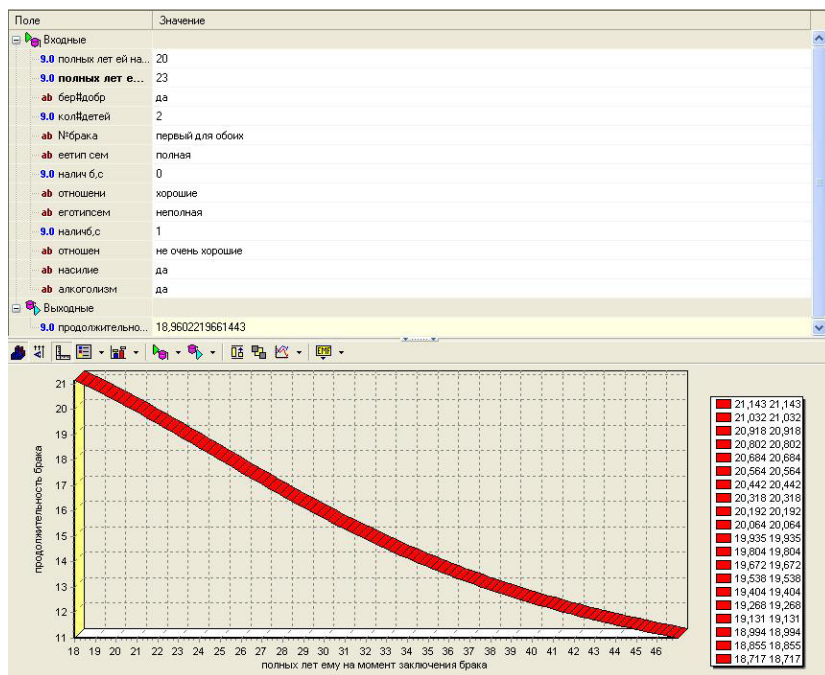 Поле Значение
Входные
9.0 полных лет ей на... 20
9.0 полных лет е... 23
ab бер#добр да
9.0 кол#детей 2
ab №брака первый для обоих
ab еетип сем полная
9.0 налич б,с 0
ab отношени хорошие
ab еготипсем неполная
9.0 наличб,с 1
ab отношен не очень хорошие
ab насилие да
ab алкоголизм да
Выходные
9.0 продолжительно... 18,9602219661443
EMF
продолжительность брака
21
20
19
18
17
16
15
14
13
12
11
18 19 20 21 22 23 24 25 26 27 28 29 30 31 32 33 34 35 36 37 38 39 40 41 42 43 44 45 46
полных лет ему на момент заключения брака
21,143 21,143
21,032 21,032
20,918 20,918
20,802 20,802
20,684 20,684
20,564 20,564
20,442 20,442
20,318 20,318
20,192 20,192
20,064 20,064
19,935 19,935
19,804 19,804
19,672 19,672
19,538 19,538
19,404 19,404
19,268 19,268
19,131 19,131
18,994 18,994
18,855 18,855
18,717 18,717